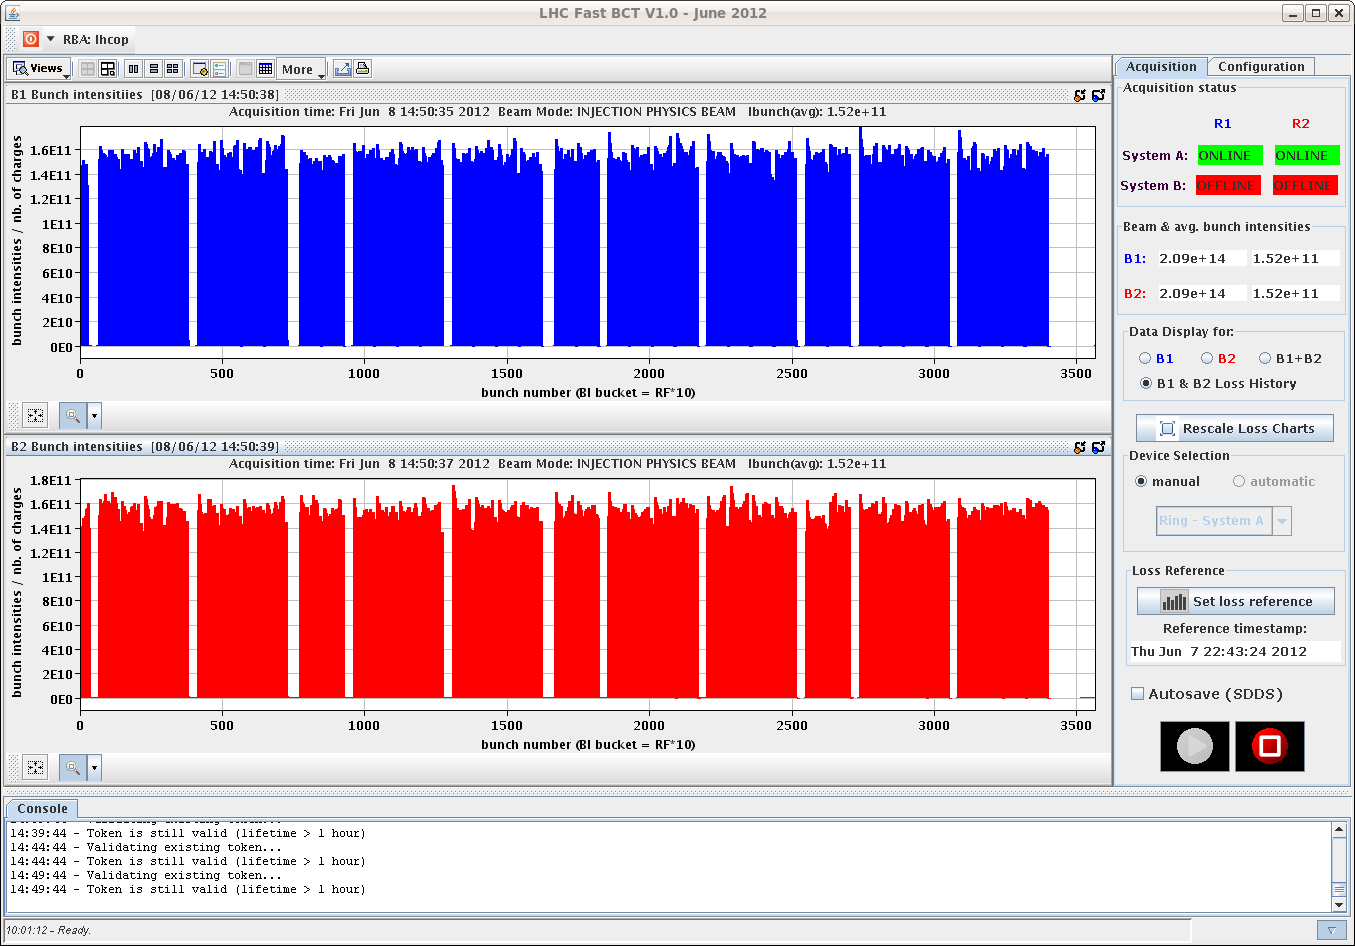 LHC Fast BCT V1.0 - June 2012
RBA: lhcop
Views
More
B1 Bunch intensitiies [08/06/12 14:50:38]
Acquisition time: Fri Jun 8 14:50:35 2012 Beam Mode: INJECTION PHYSICS BEAM Ibunch(avg): 1.52e+11
bunch intensities / nb. of charges
1.6E11
1.4E11
1.2E11
1E11
8E10
6E10
4E10
2E10
0E0
0 500 1000 1500 2000 2500 3000 3500
bunch number (BI bucket = RF*10)
B2 Bunch intensitiies [08/06/12 14:50:39]
Acquisition time: Fri Jun 8 14:50:37 2012 Beam Mode: INJECTION PHYSICS BEAM Ibunch(avg): 1.52e+11
bunch intensities / nb. of charges
1.8E11
1.6E11
1.4E11
1.2E11
1E11
8E10
6E10
4E10
2E10
0E0
0 500 1000 1500 2000 2500 3000 3500
bunch number (BI bucket = RF*10)
Acquisition Configuration
Acquisition status
R1 R2
System A: ONLINE ONLINE
System B: OFFLINE OFFLINE
Beam & avg. bunch intensities
B1: 2.09e+14 1.52e+11
B2: 2.09e+14 1.52e+11
Data Display for:
B1 B2 B1+B2
B1 & B2 Loss History
Rescale Loss Charts
Device Selection
manual automatic
Ring - System A
Loss Reference
Set loss reference
Reference timestamp:
Thu Jun 7 22:43:24 2012
Autosave (SDDS)
Console
14:39:44 - Token is still valid (lifetime > 1 hour)
14:44:44 - Validating existing token...
14:44:44 - Token is still valid (lifetime > 1 hour)
14:49:44 - Validating existing token...
14:49:44 - Token is still valid (lifetime > 1 hour)
10:01:12 - Ready.